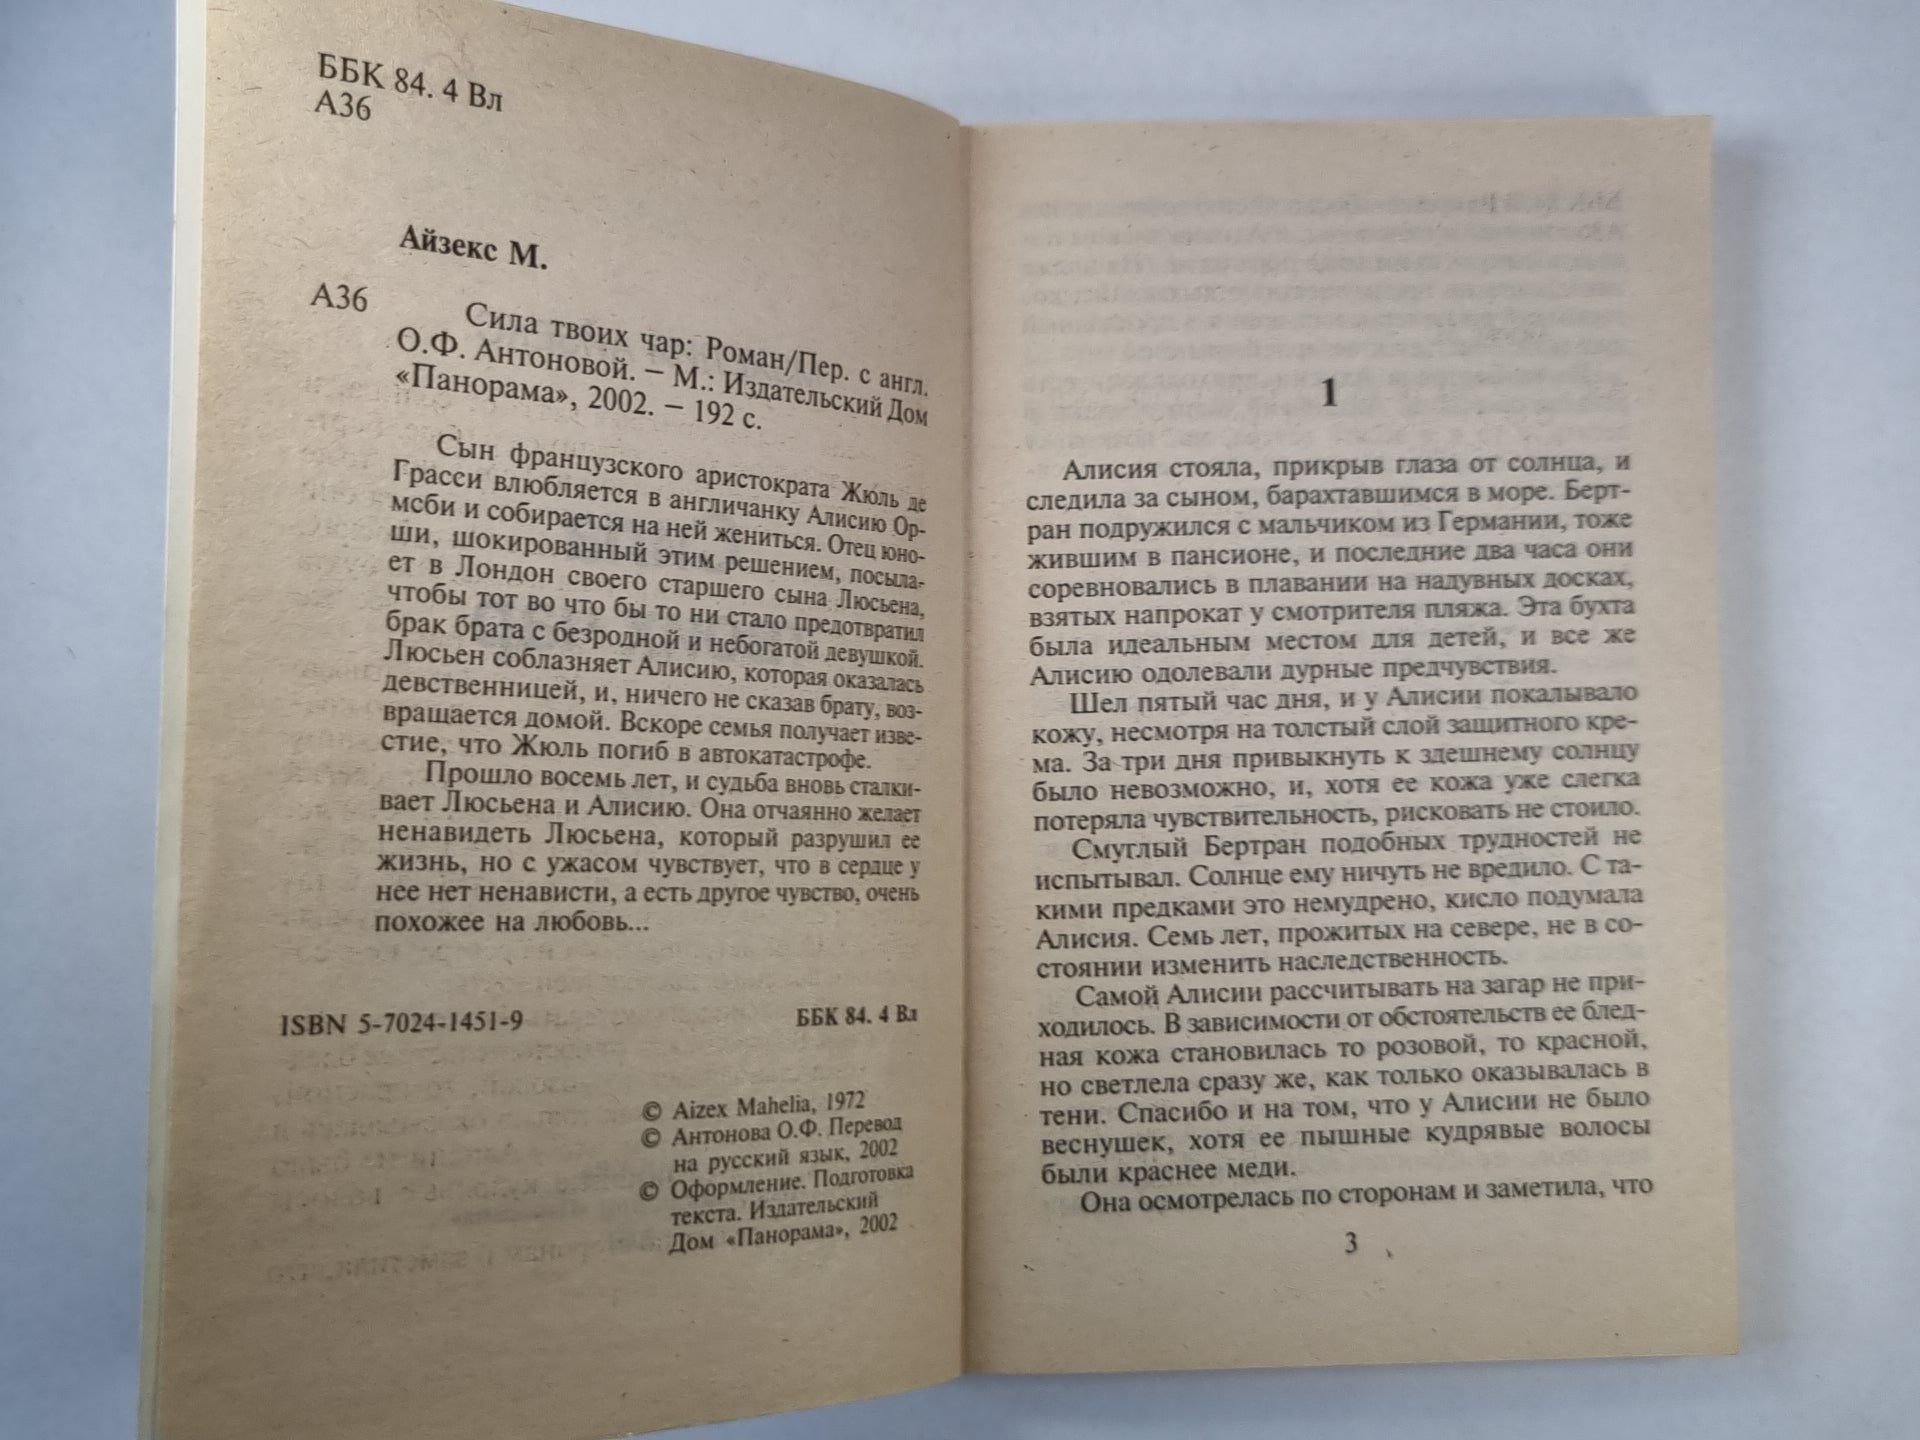 ББК 84. 4 Вл
А36
Айзекс М.
А36
Сила твоих чар: Роман/Пер. с англ.
О.Ф. Антоновой. – М.: Издательский Дом
«Панорама», 2002. – 192 с.
Сын французского аристократа Жюль де
Грасси влюбляется в англичанку Алисию Ор-
мсби и собирается на ней жениться. Отец юно-
ши, шокированный этим решением, посыла-
ет в Лондон своего старшего сына Люсьена,
чтобы тот во что бы то ни стало предотвратил
брак брата с безродной и небогатой девушкой.
Люсьен соблазняет Алисию, которая оказалась
девственницей, и, ничего не сказав брату, воз-
вращается домой. Вскоре семья получает изве-
стие, что Жюль погиб в автокатастрофе.
Прошло восемь лет, и судьба вновь сталки-
вает Люсьена и Алисию. Она отчаянно желает
ненавидеть Люсьена, который разрушил ее
жизнь, но с ужасом чувствует, что в сердце у
нее нет ненависти, а есть другое чувство, очень
похожее на любовь...
ISBN 5-7024-1451-9
ББК 84. 4 Вл
© Aizex Mahelia, 1972
© Антонова О.Ф. Перевод
на русский язык, 2002
© Оформление. Подготовка
текста. Издательский
Дом «Панорама», 2002
1
Алисия стояла, прикрыв глаза от солнца, и
следила за сыном, барахтавшимся в море. Берт-
ран подружился с мальчиком из Германии, тоже
жившим в пансионе, и последние два часа они
соревновались в плавании на надувных досках,
взятых напрокат у смотрителя пляжа. Эта бухта
была идеальным местом для детей, и все же
Алисию одолевали дурные предчувствия.
Шел пятый час дня, и у Алисии покалывало
кожу, несмотря на толстый слой защитного кре-
ма. За три дня привыкнуть к здешнему солнцу
было невозможно, и, хотя ее кожа уже слегка
потеряла чувствительность, рисковать не стоило.
Смуглый Бертран подобных трудностей не
испытывал. Солнце ему ничуть не вредило. С та-
кими предками это немудрено, кисло подумала
Алисия. Семь лет, прожитых на севере, не в со-
стоянии изменить наследственность.
Самой Алисии рассчитывать на загар не при-
ходилось. В зависимости от обстоятельств ее блед-
ная кожа становилась то розовой, то красной,
но светлела сразу же, как только оказывалась в
тени. Спасибо и на том, что у Алисии не было
веснушек, хотя ее пышные кудрявые волосы
были краснее меди.
Она осмотрелась по сторонам и заметила, что
3